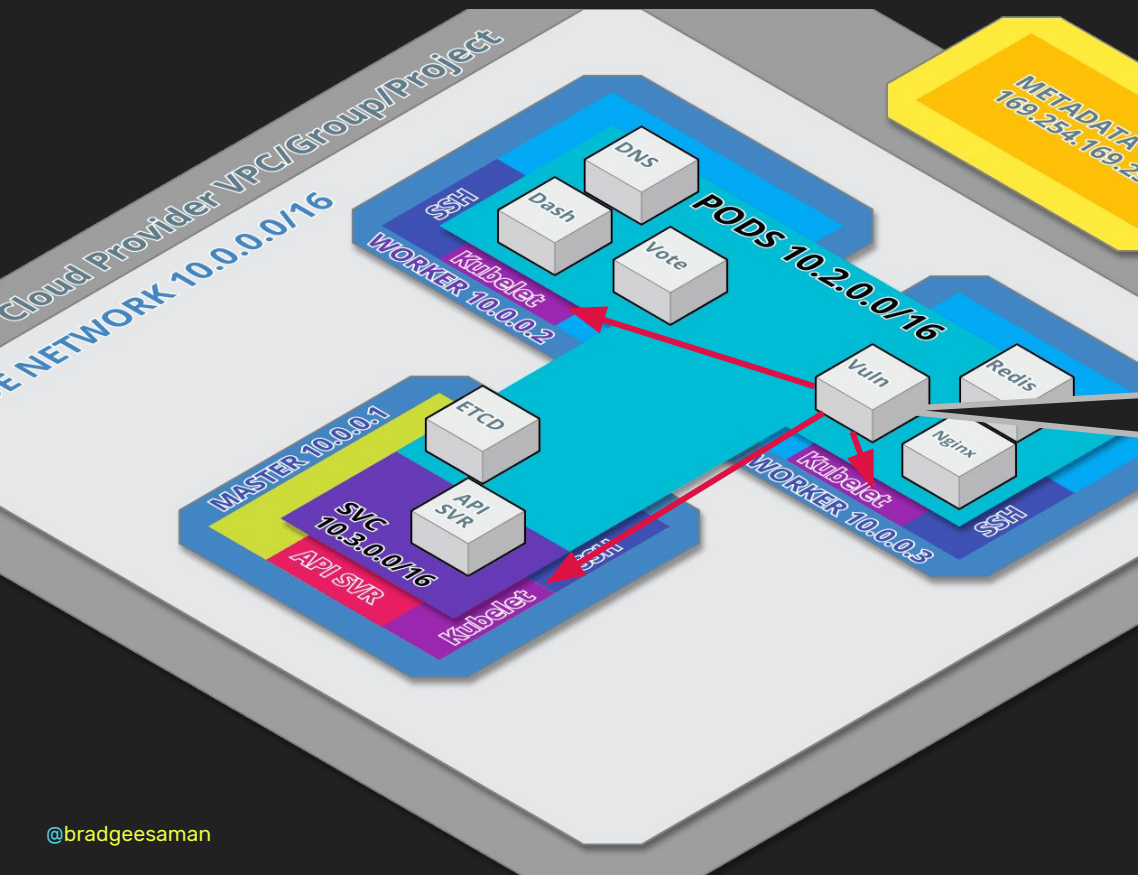 Cloud Provider VPC/Group/Project
NETWORK 10.0.0.0/16
METADATA
DNS
Dash
Vote
PODS 10.2.0.0/16
SSH
Kubelet
WORKER 10.0.0.2
Vuln
Redis
Nginx
Kubelet
SSH
WORKER 10.0.0.3
MASTER 10.0.0.1
ETCD
API
SVR
SVC
10.3.0.0/16
API SVR
Kubelet
SSH
@bradgeesaman